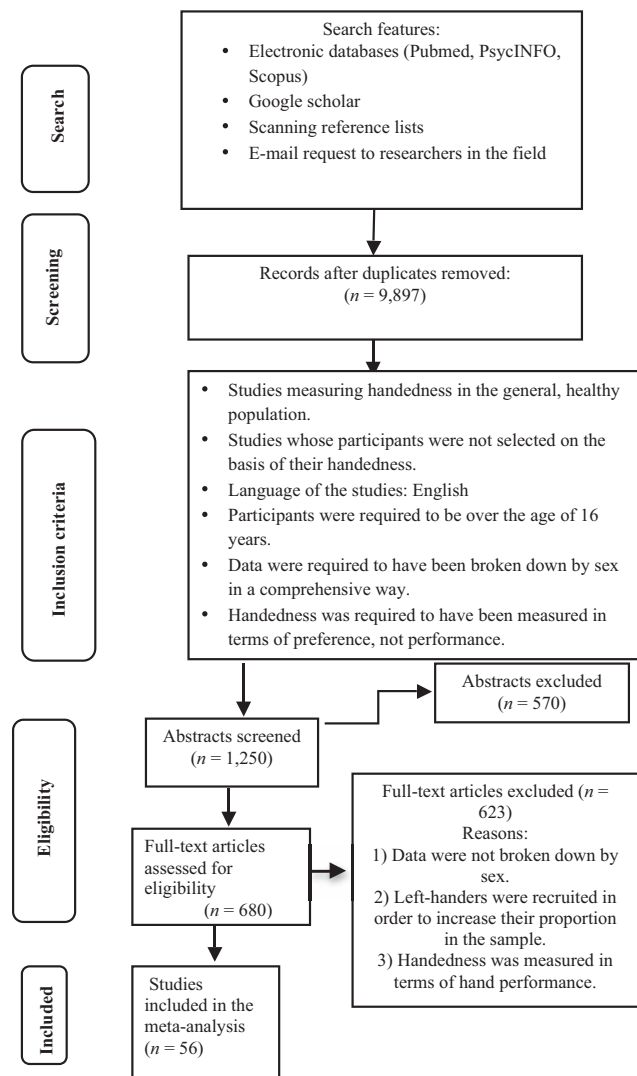 Search
Search features:
• Electronic databases (Pubmed, PsycINFO,
Scopus)
• Google scholar
• Scanning reference lists
• E-mail request to researchers in the field
Screening
Records after duplicates removed:
(n = 9,897)
Inclusion criteria
• Studies measuring handedness in the general, healthy
population.
• Studies whose participants were not selected on the
basis of their handedness.
• Language of the studies: English
• Participants were required to be over the age of 16
years.
• Data were required to have been broken down by sex
in a comprehensive way.
• Handedness was required to have been measured in
terms of preference, not performance.
Eligibility
Abstracts screened
(n = 1,250)
Abstracts excluded
(n = 570)
Full-text articles
assessed for
eligibility
(n = 680)
Full-text articles excluded (n =
623)
Reasons:
1) Data were not broken down by
sex.
2) Left-handers were recruited in
order to increase their proportion
in the sample.
3) Handedness was measured in
terms of hand performance.
Included
Studies
included in the
meta-analysis
(n = 56)